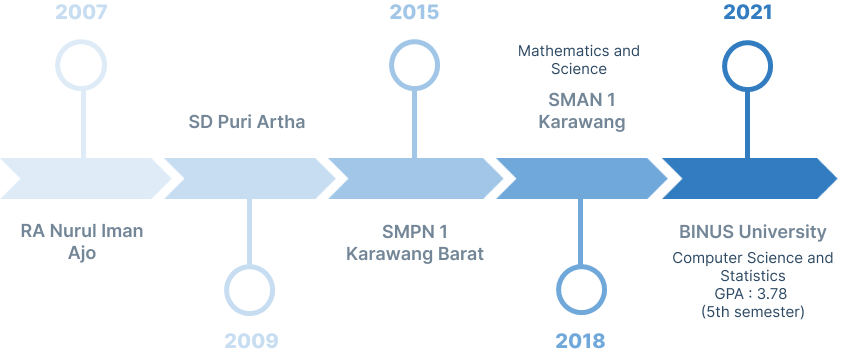 2007
RA Nurul Iman
Ajo
SD Puri Artha
2009
2015
SMPN 1
Karawang Barat
Mathematics and
Science
SMAN 1
Karawang
2018
2021
BINUS University
Computer Science and
Statistics
GPA : 3.78
(5th semester)